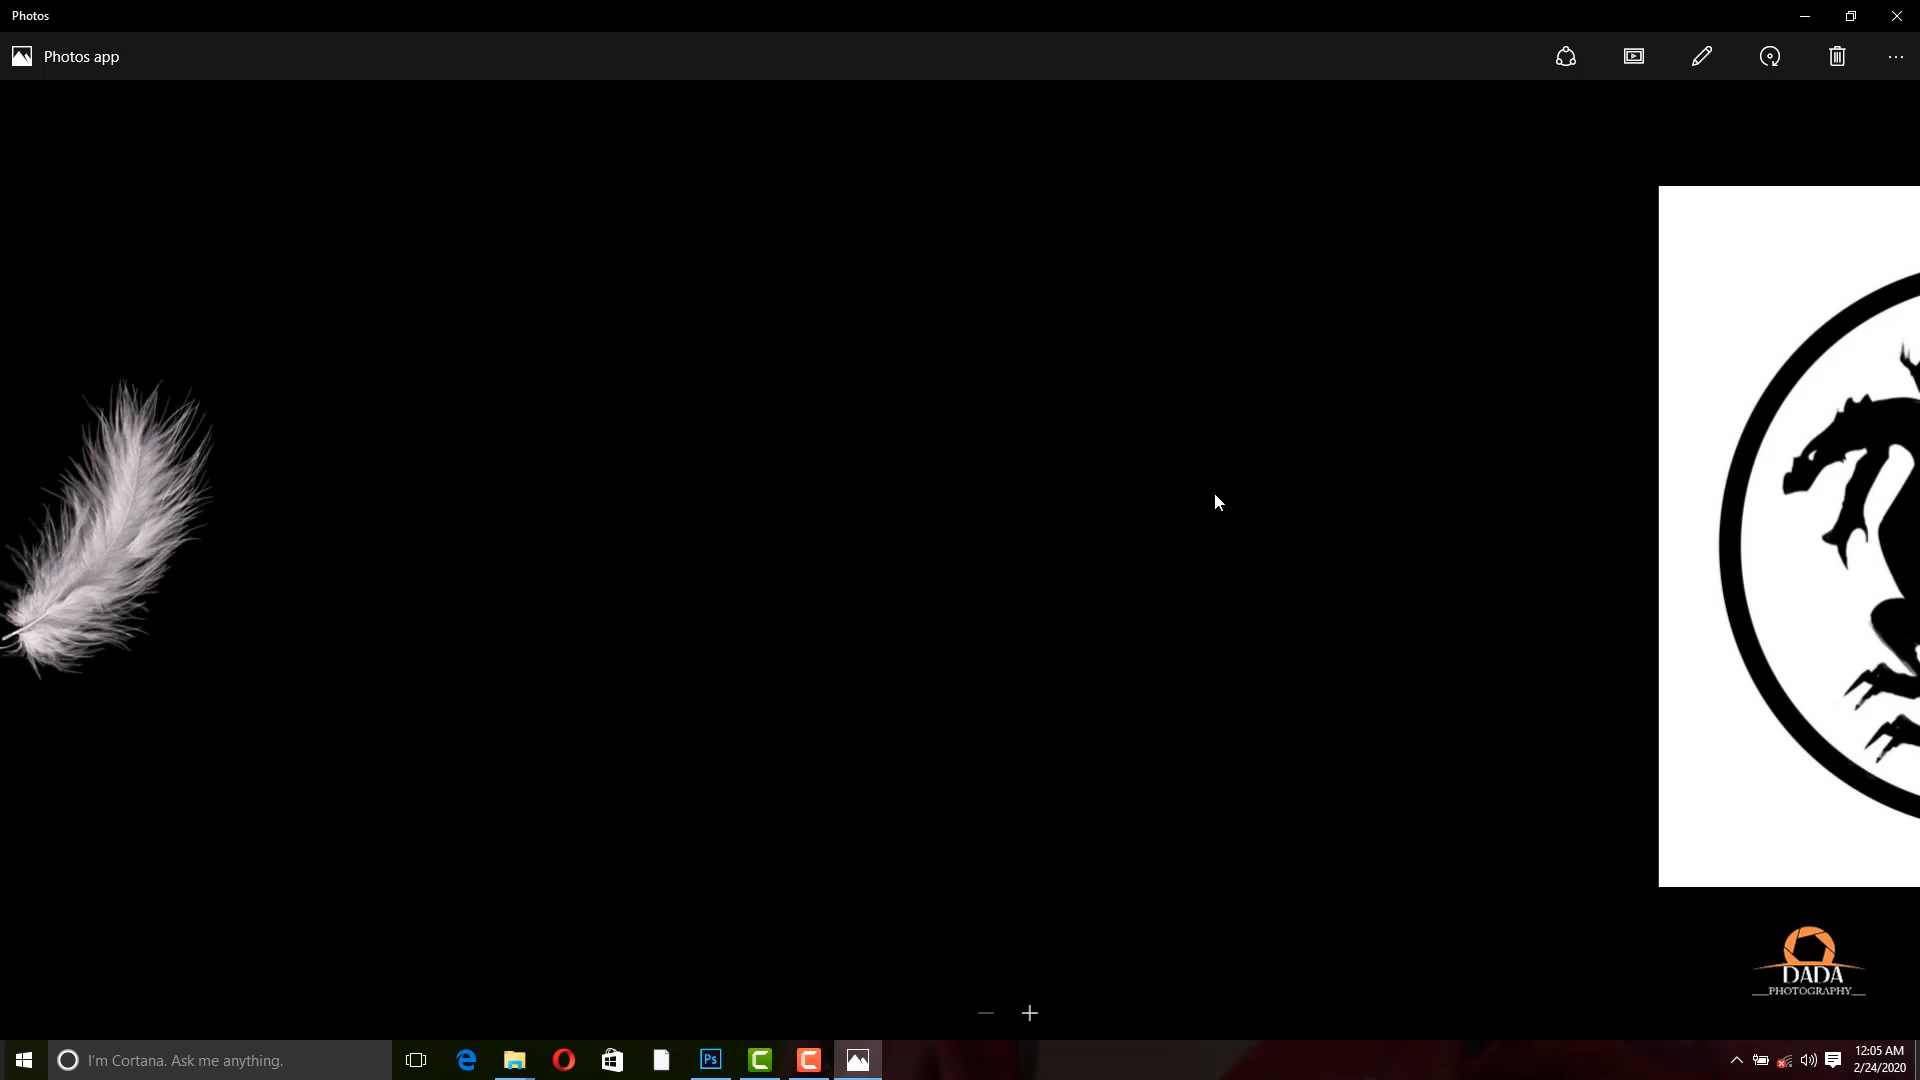 Photos
Photos app
DADA
PHOTOGRAPHY
I'm Cortana. Ask me anything.
Ps
12:05 AM
2/24/2020